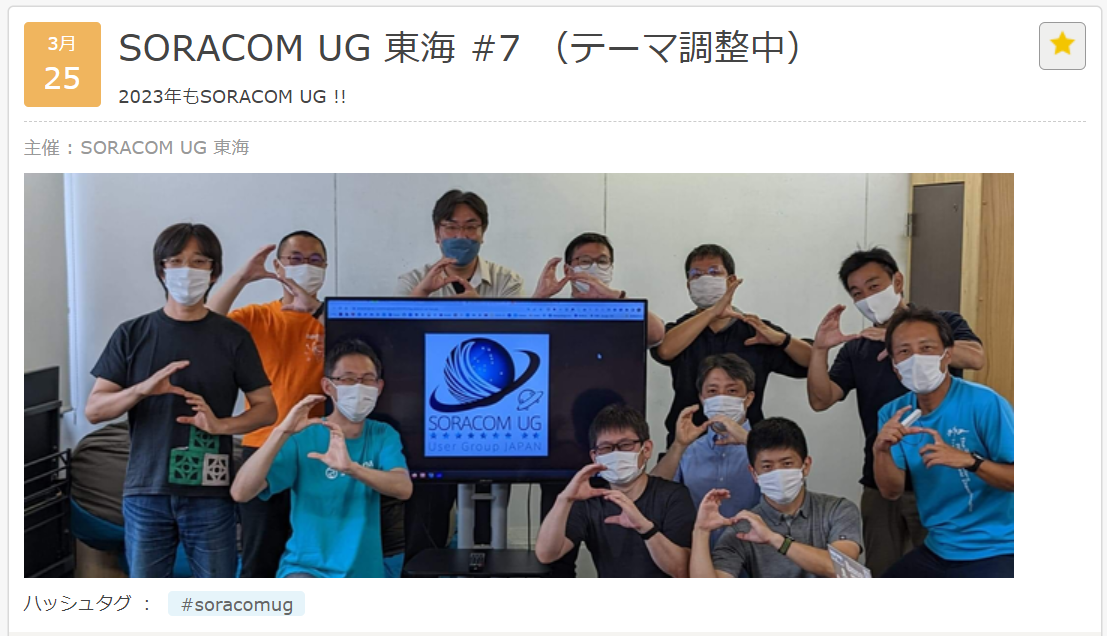 3月
25
SORACOM UG 東海 #7 （テーマ調整中）
2023年もSORACOM UG !!
主催 : SORACOM UG 東海
SORACOM UG
User Group JAPAN
ハッシュタグ ：
#soracomug